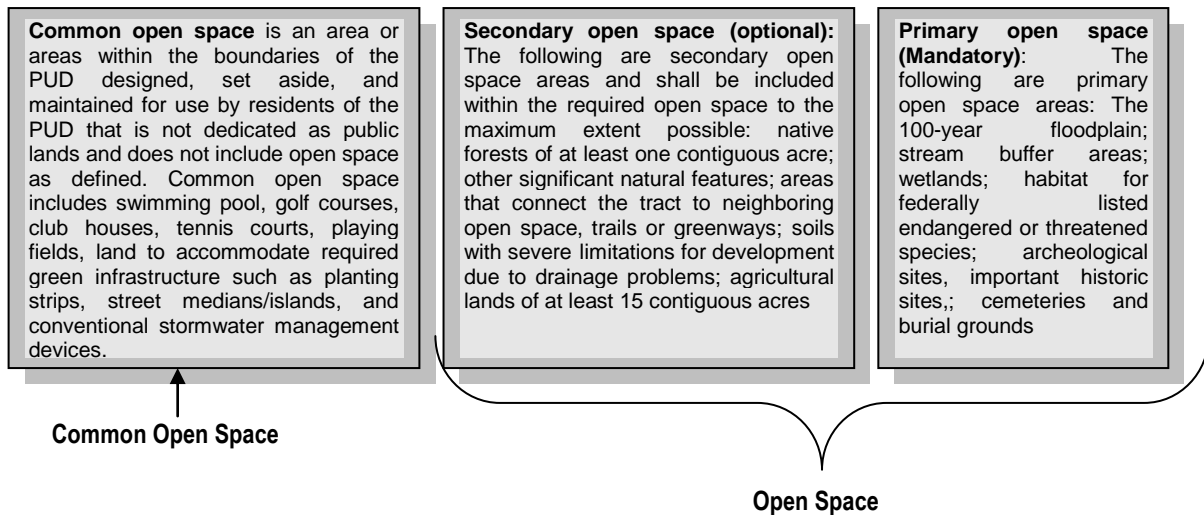 Common open space is an area or
areas within the boundaries of the
PUD designed, set aside, and
maintained for use by residents of the
PUD that is not dedicated as public
lands and does not include open space
as defined. Common open space
includes swimming pool, golf courses,
club houses, tennis courts, playing
fields, land to accommodate required
green infrastructure such as planting
strips, street medians/islands, and
conventional stormwater management
devices.
Secondary open space (optional):
The following are secondary open
space areas and shall be included
within the required open space to the
maximum extent possible: native
forests of at least one contiguous acre;
other significant natural features; areas
that connect the tract to neighboring
open space, trails or greenways; soils
with severe limitations for development
due to drainage problems; agricultural
lands of at least 15 contiguous acres
Primary open space
(Mandatory): The
following are primary
open space areas: The
100-year floodplain;
stream buffer areas;
wetlands; habitat for
federally listed
endangered or threatened
species; archeological
sites, important historic
sites,; cemeteries and
burial grounds
Common Open Space
Open Space